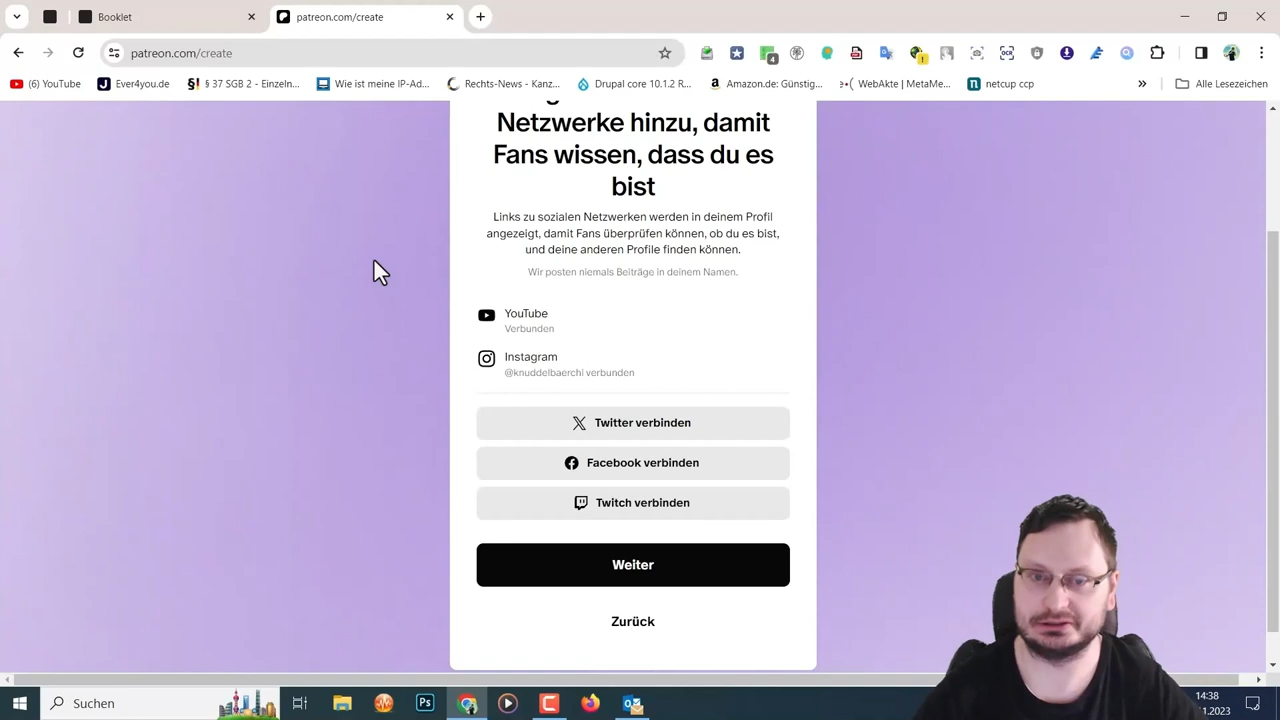 Booklet
patreon.com/create
patreon.com/create
(6) YouTube
Ever4you.de
§ 37 SGB 2 - Einzeln...
Wie ist meine IP-Ad...
Rechts-News - Kanz...
Drupal core 10.1.2 R...
Amazon.de: Günstig...
WebAkte | MetaMe...
netcup ccp
Alle Lesezeichen
4
OCR
Netzwerke hinzu, damit
Fans wissen, dass du es
bist
Links zu sozialen Netzwerken werden in deinem Profil
angezeigt, damit Fans überprüfen können, ob du es bist,
und deine anderen Profile finden können.
Wir posten niemals Beiträge in deinem Namen.
YouTube
Verbunden
Instagram
@knuddelbaerchi verbunden
Twitter verbinden
Facebook verbinden
Twitch verbinden
Weiter
Zurück
Suchen
Ps
14:38
.2023